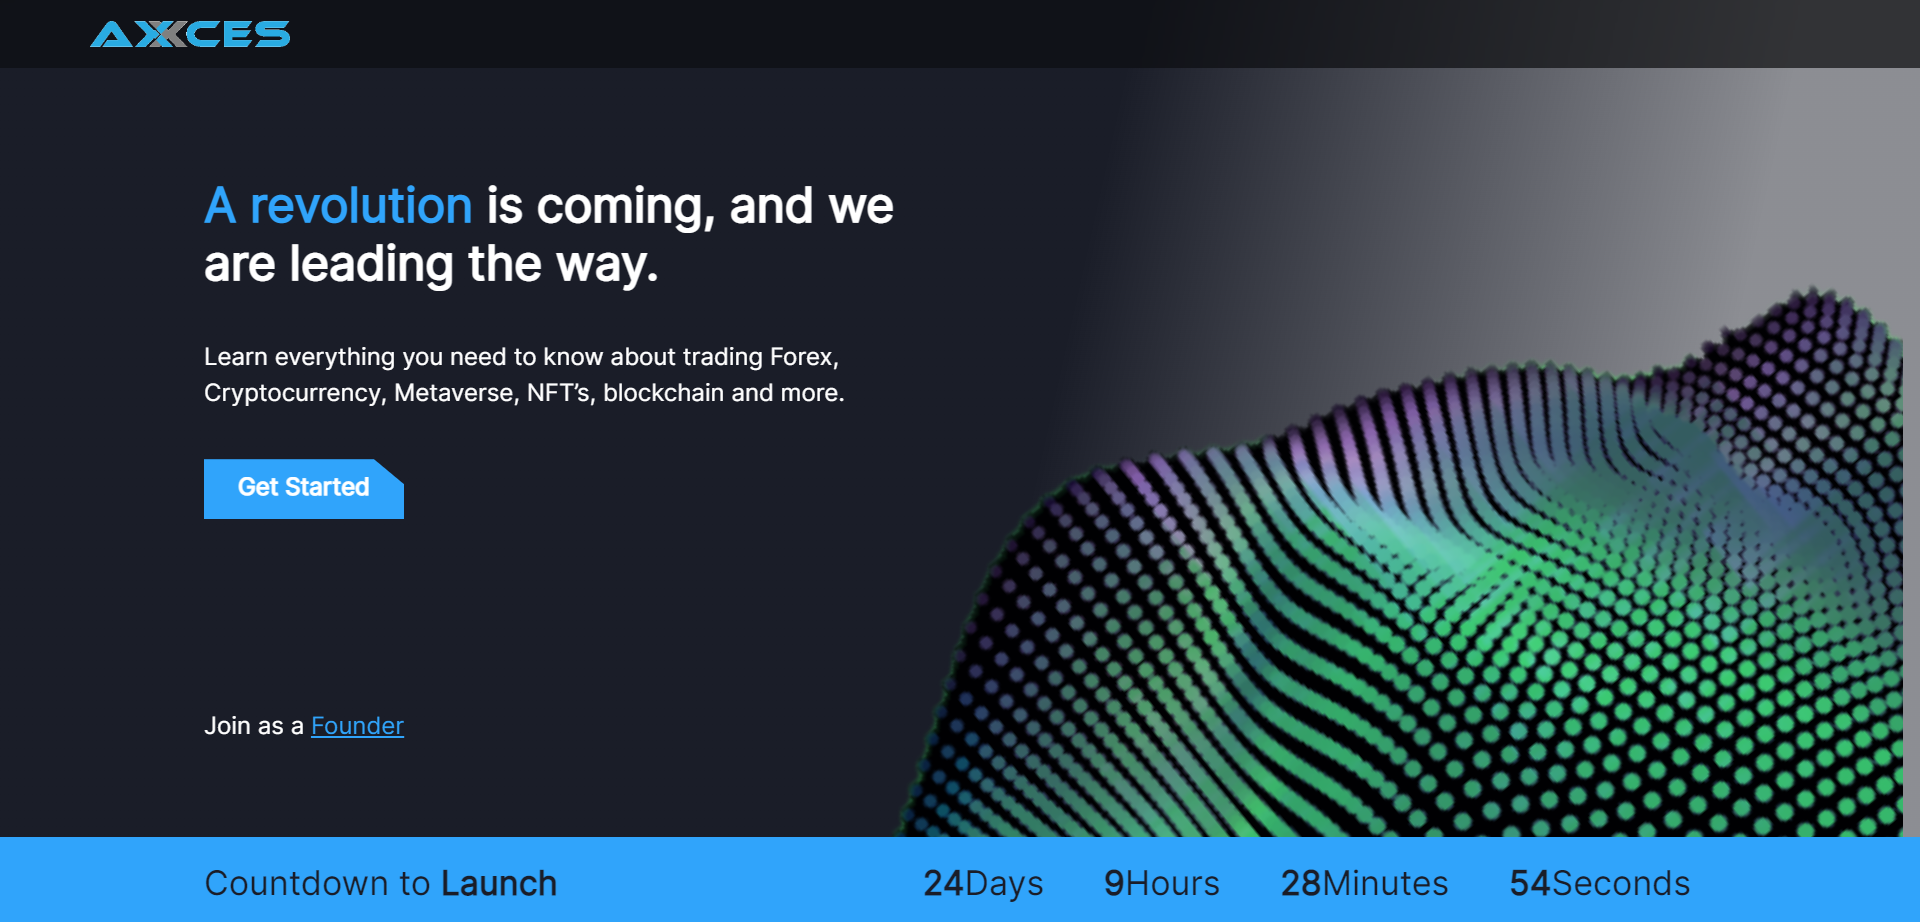 AXXCES
A revolution is coming, and we
are leading the way.
Learn everything you need to know about trading Forex,
Cryptocurrency, Metaverse, NFT’s, blockchain and more.
Get Started
Join as a Founder
Countdown to Launch
24Days 9Hours 28Minutes 54Seconds